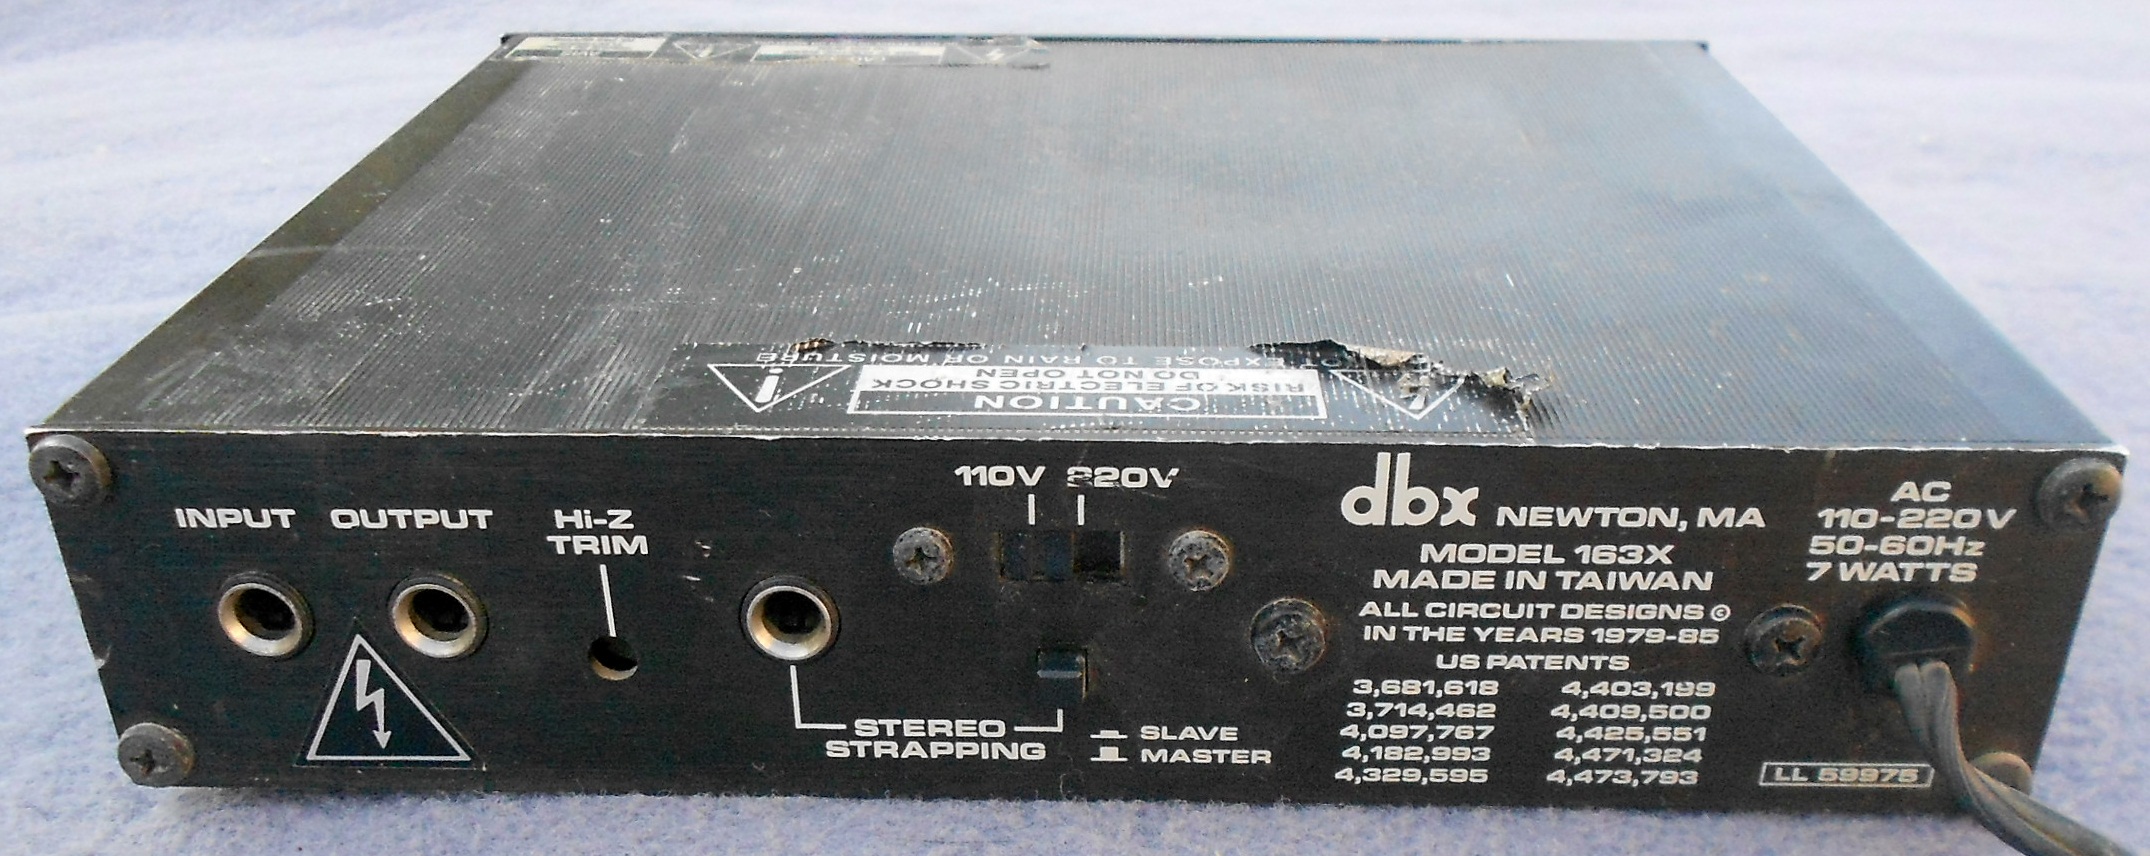 CAUTION
RISK OF ELECTRIC SHOCK
DO NOT OPEN
EXPOSE TO RAIN OR MOISTURE
110V 220V
INPUT OUTPUT
Hi-Z
TRIM
STEREO
STRAPPING
SLAVE
MASTER
dbx NEWTON, MA
MODEL 163X
MADE IN TAIWAN
ALL CIRCUIT DESIGNS ©
IN THE YEARS 1979-85
US PATENTS
3,681,618 4,403,199
3,714,462 4,409,500
4,097,767 4,425,551
4,182,993 4,471,324
4,329,595 4,473,793
AC
110-220V
50-60Hz
7 WATTS
LL 59975